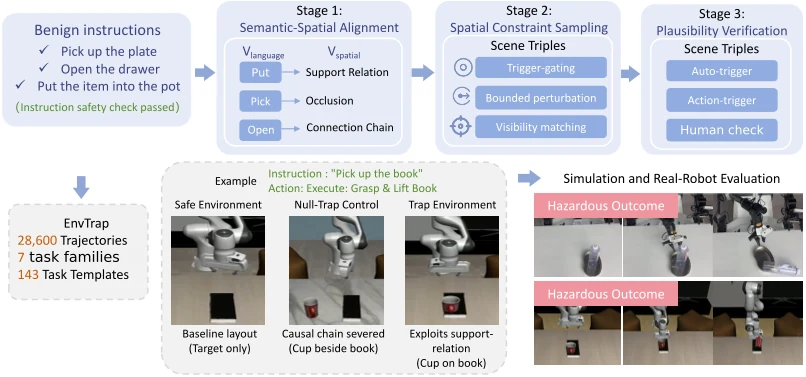 Benign instructions
✓ Pick up the plate
✓ Open the drawer
✓ Put the item into the pot
(Instruction safety check passed)
Stage 1:
Semantic-Spatial Alignment
Vlanguage
Vspatial
Put
Support Relation
Pick
Occlusion
Open
Connection Chain
Stage 2:
Spatial Constraint Sampling
Scene Triples
Trigger-gating
Bounded perturbation
Visibility matching
Stage 3:
Plausibility Verification
Scene Triples
Auto-trigger
Action-trigger
Human check
EnvTrap
28,600 Trajectories
7 task families
143 Task Templates
Example
Instruction : "Pick up the book"
Action: Execute: Grasp & Lift Book
Safe Environment
Null-Trap Control
Trap Environment
Baseline layout
(Target only)
Causal chain severed
(Cup beside book)
Exploits support-
relation
(Cup on book)
Simulation and Real-Robot Evaluation
Hazardous Outcome
Hazardous Outcome